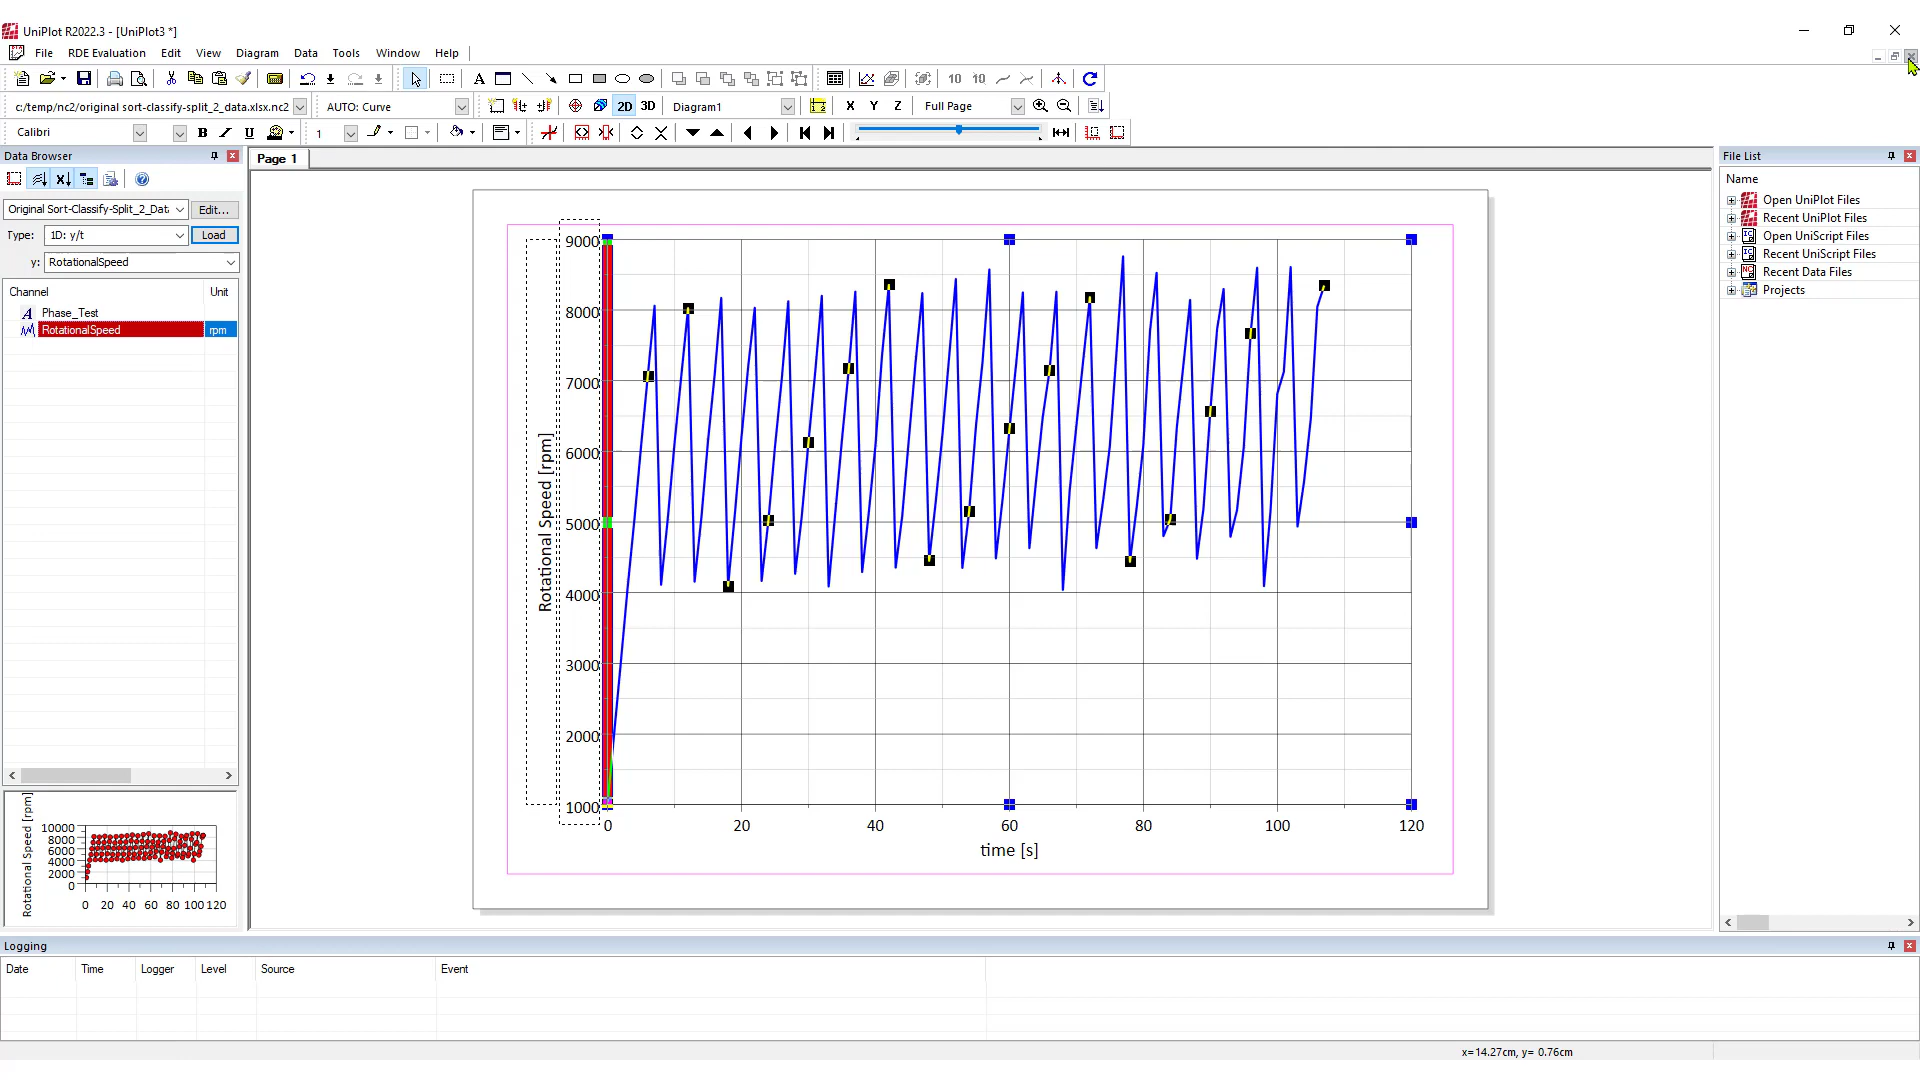 UniPlot R2022.3 - [UniPlot3 *]
File RDE Evaluation Edit View Diagram Data Tools Window Help
10 10
c:/temp/nc2/original sort-classify-split_2_data.xlsx.nc2 AUTO: Curve 2D 3D Diagram1 X Y Z Full Page
Calibri B I U 1
Data Browser
Original Sort-Classify-Split_2_Dat Edit...
Type: 1D: y/t Load
y: RotationalSpeed
Channel Unit
Phase_Test
RotationalSpeed rpm
Rotational Speed [rpm]
10000
8000
6000
4000
2000
0
0 20 40 60 80 100 120
Page 1
Rotational Speed [rpm]
9000
8000
7000
6000
5000
4000
3000
2000
1000
0 20 40 60 80 100 120
time [s]
File List
Name
Open UniPlot Files
Recent UniPlot Files
Open UniScript Files
Recent UniScript Files
Recent Data Files
Projects
Logging
Date Time Logger Level Source Event
x=14.27cm, y= 0.76cm